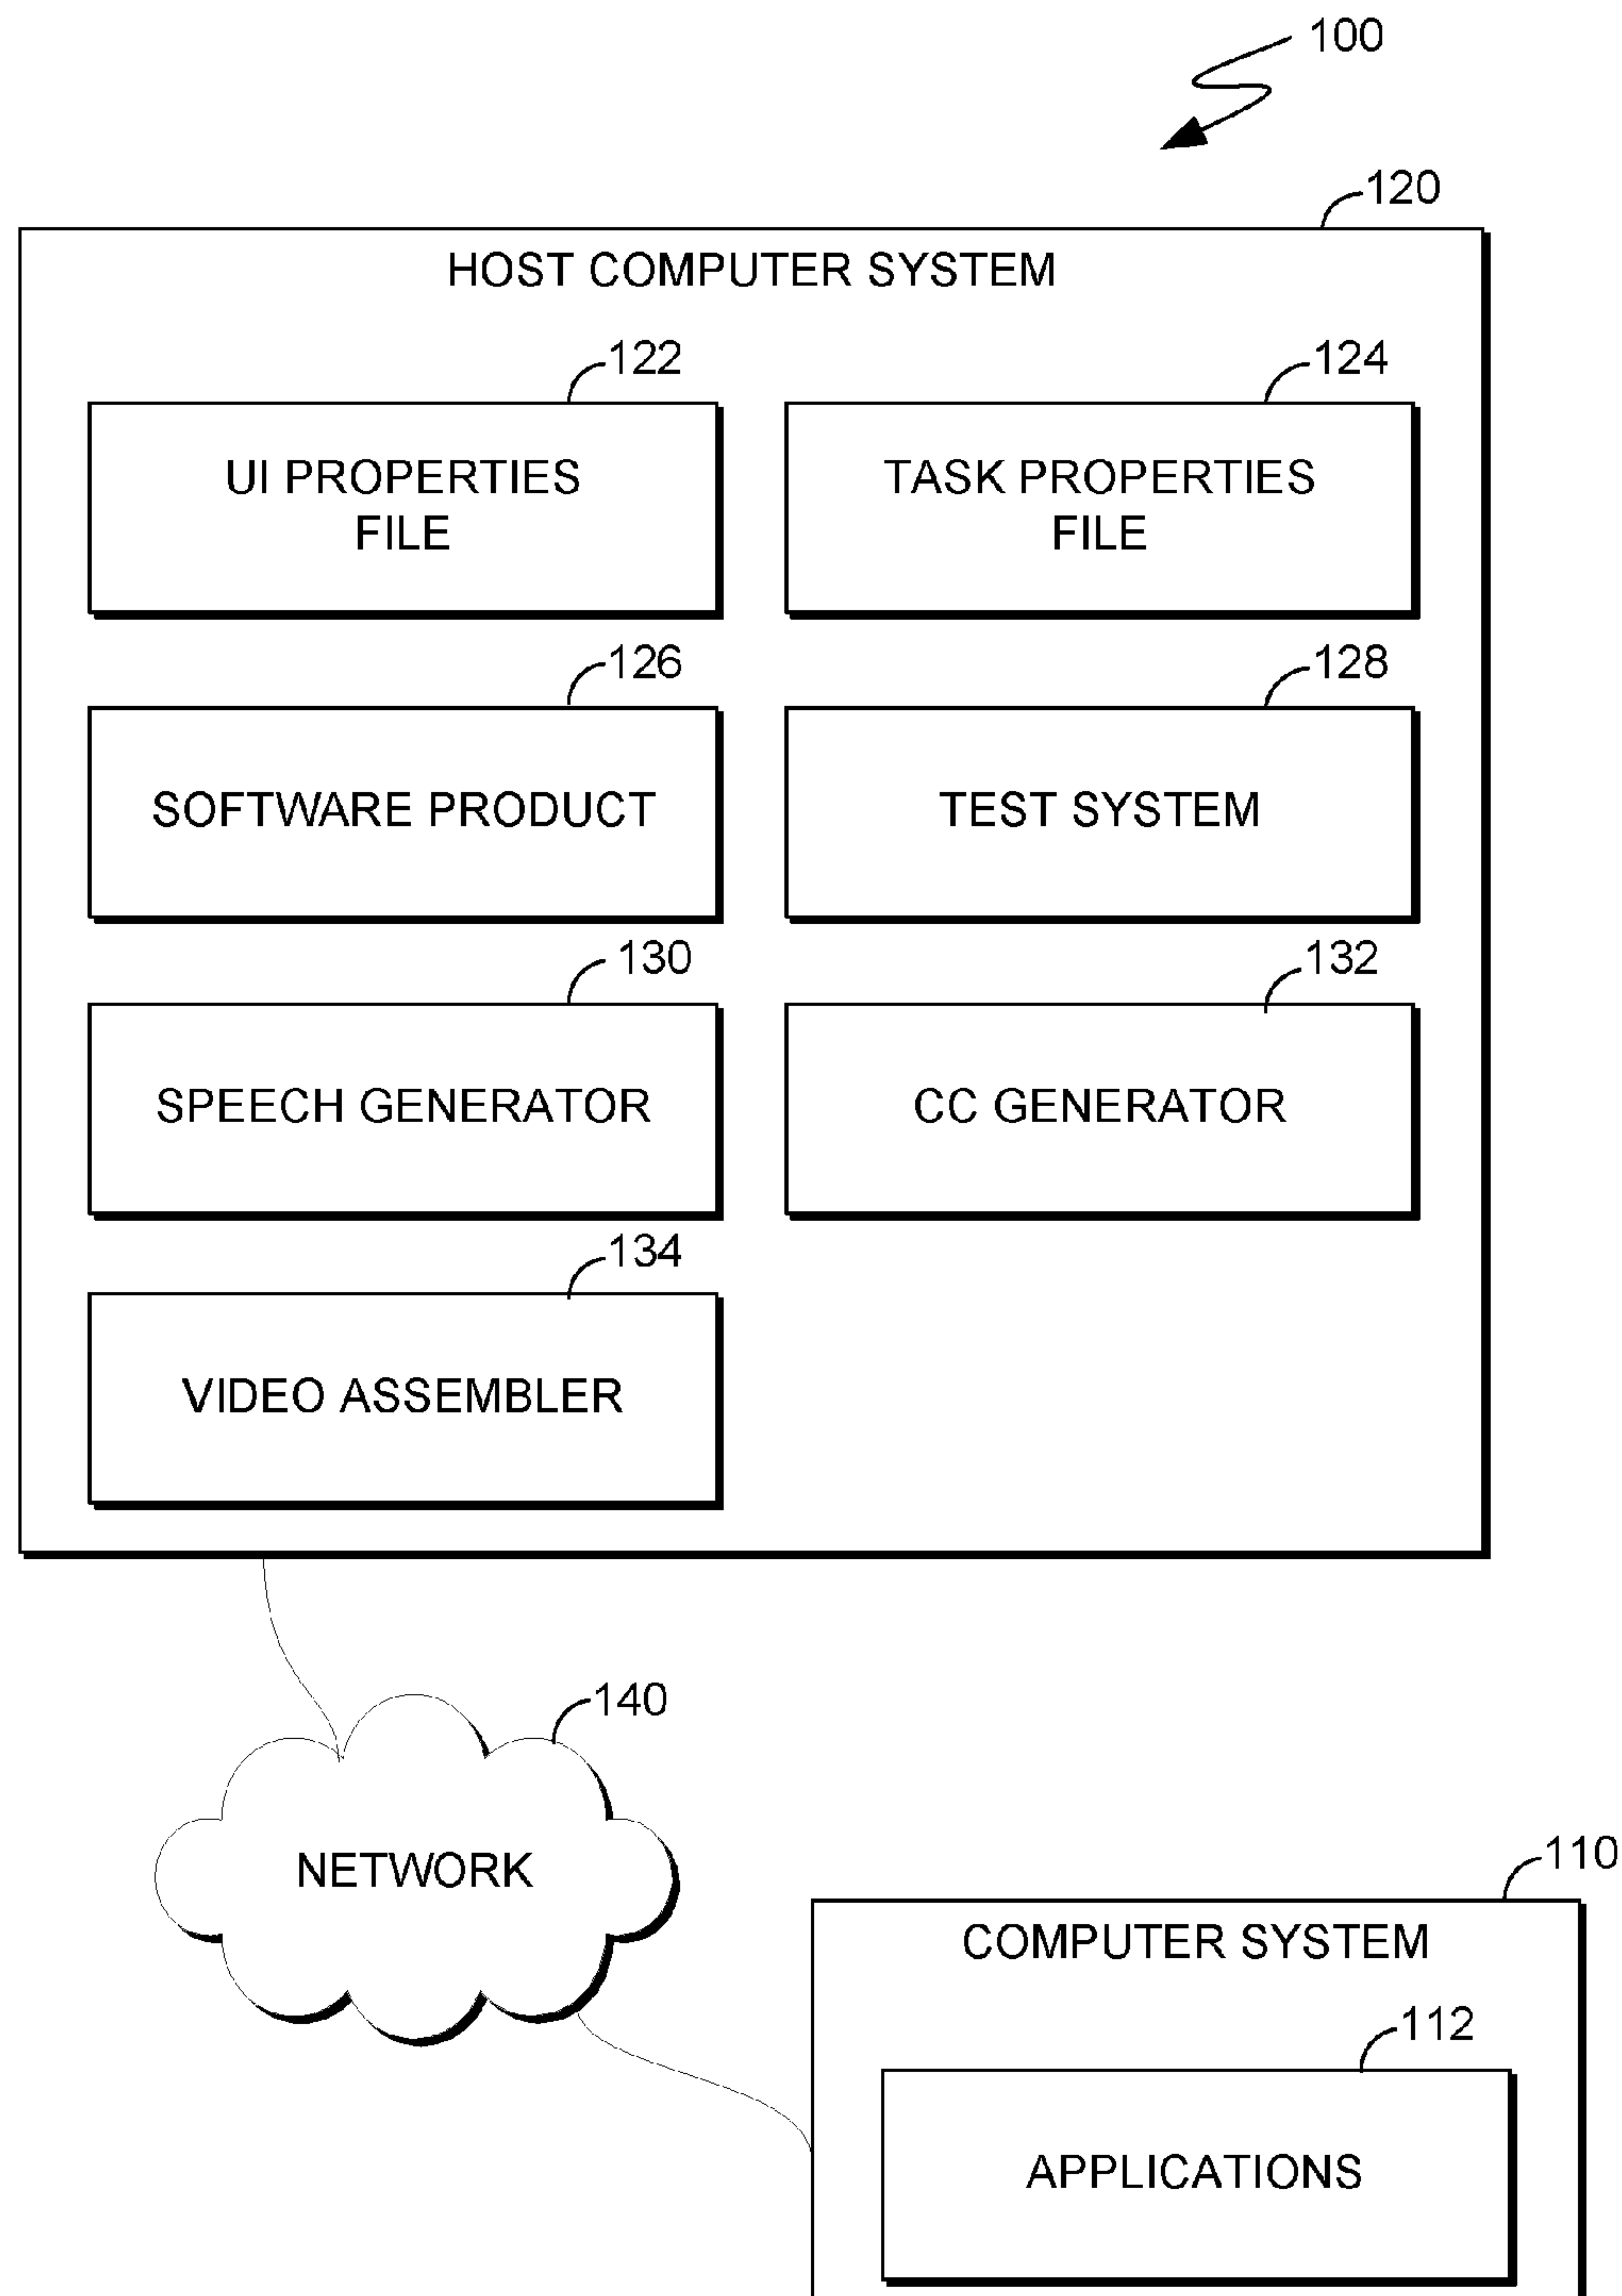 100
120
HOST COMPUTER SYSTEM
122
124
UI PROPERTIES
FILE
TASK PROPERTIES
FILE
126
128
SOFTWARE PRODUCT
TEST SYSTEM
130
132
SPEECH GENERATOR
CC GENERATOR
134
VIDEO ASSEMBLER
140
NETWORK
110
COMPUTER SYSTEM
112
APPLICATIONS